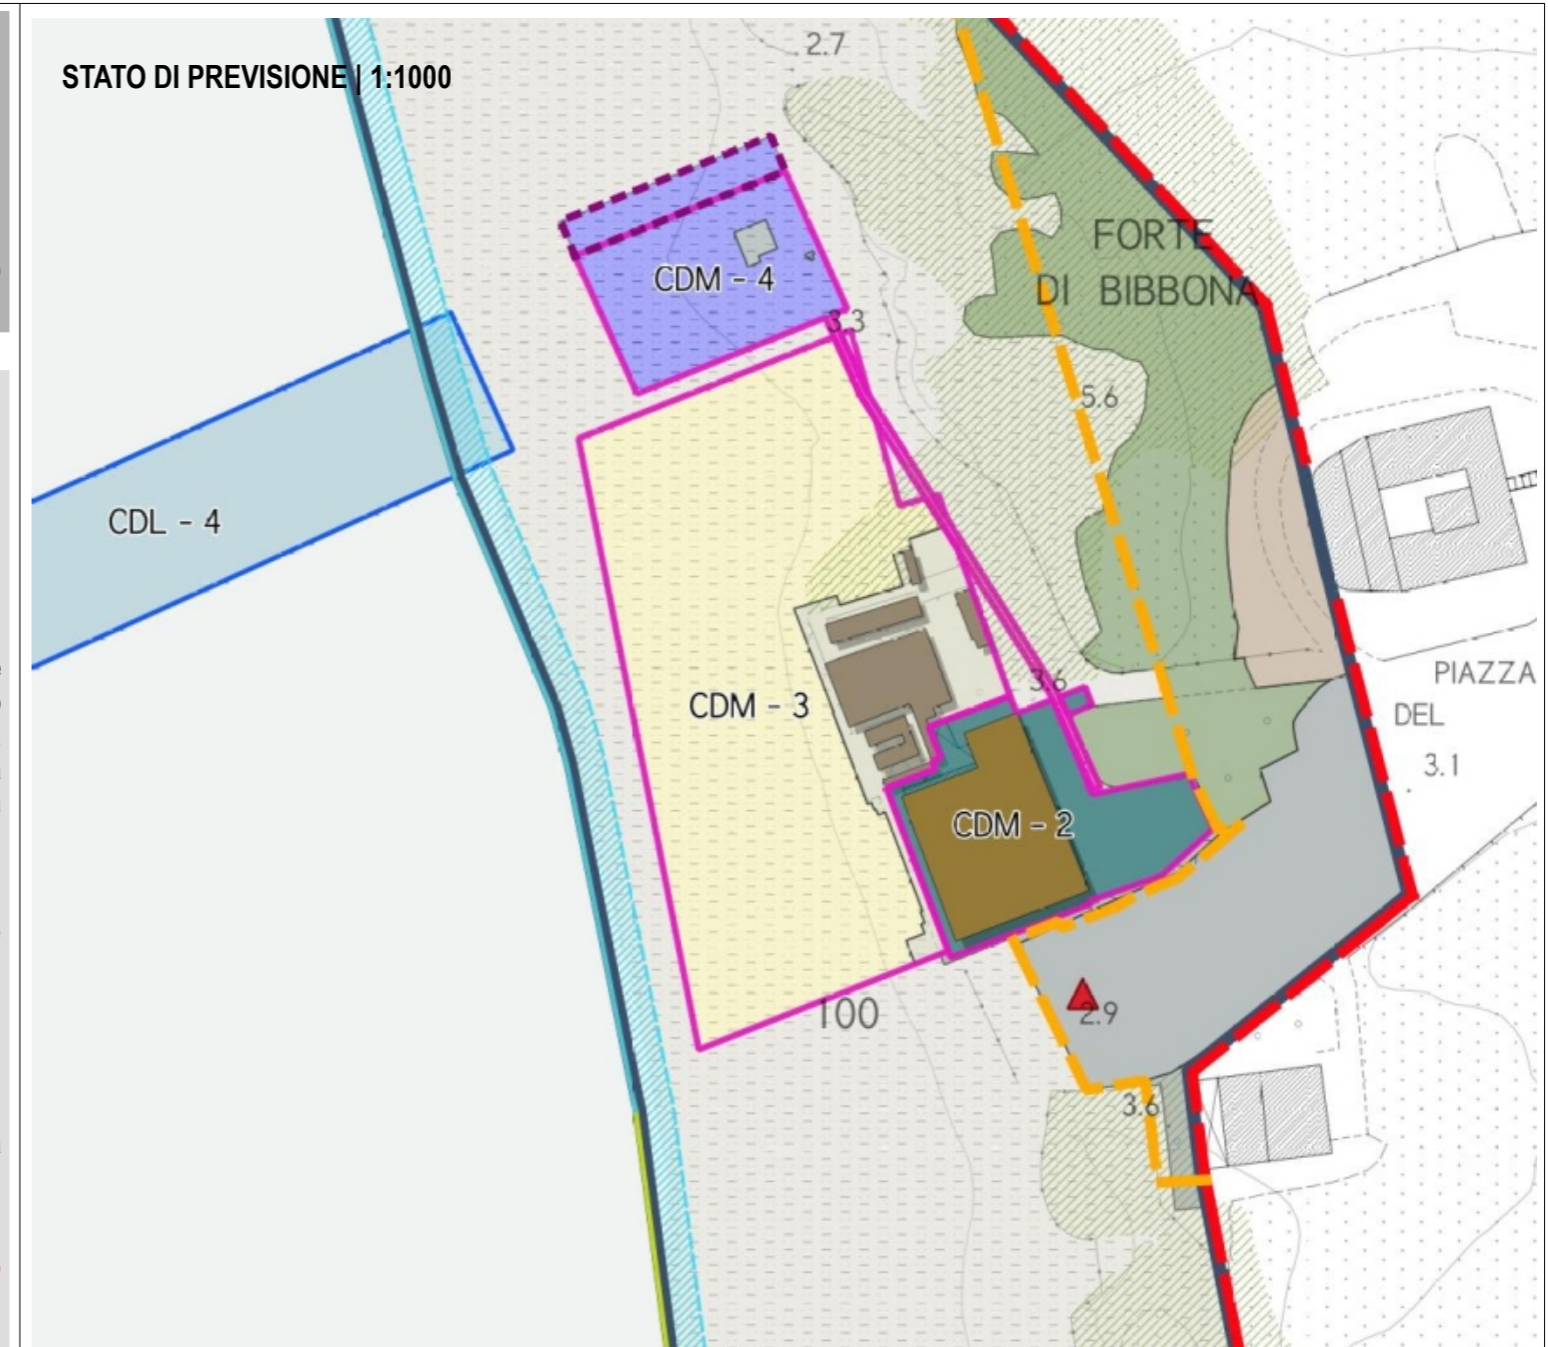 2.7
STATO DI PREVISIONE | 1:1000
FORTE
DI BIBBONA
CDM - 4
3.3
5.6
CDL - 4
3.6
PIAZZA
CDM - 3
DEL
3.1
CDM - 2
100
2.9
3.6